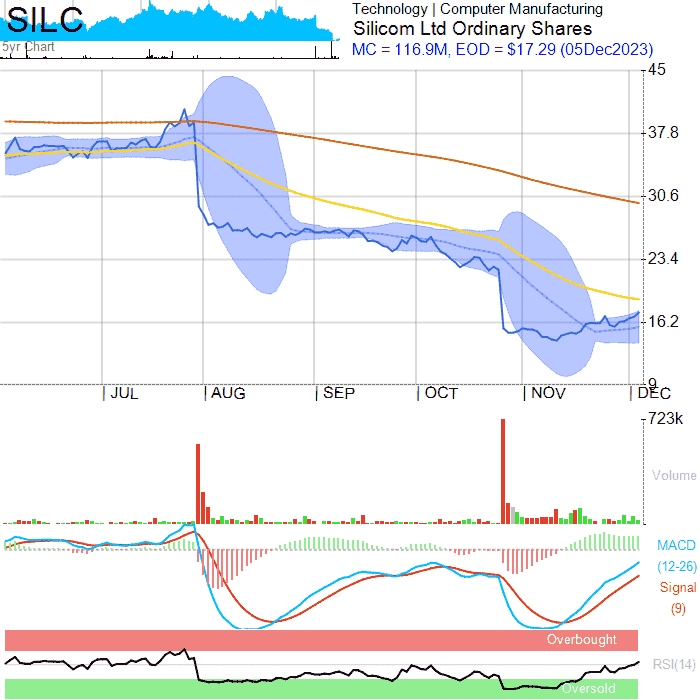 SILC
5yr Chart
Technology | Computer Manufacturing
Silicom Ltd Ordinary Shares
MC = 116.9M, EOD = $17.29 (05Dec2023)
45
37.8
30.6
23.4
16.2
9
JUL AUG SEP OCT NOV DEC
723k
Volume
MACD
(12-26)
Signal
(9)
Overbought
RSI(14)
Oversold